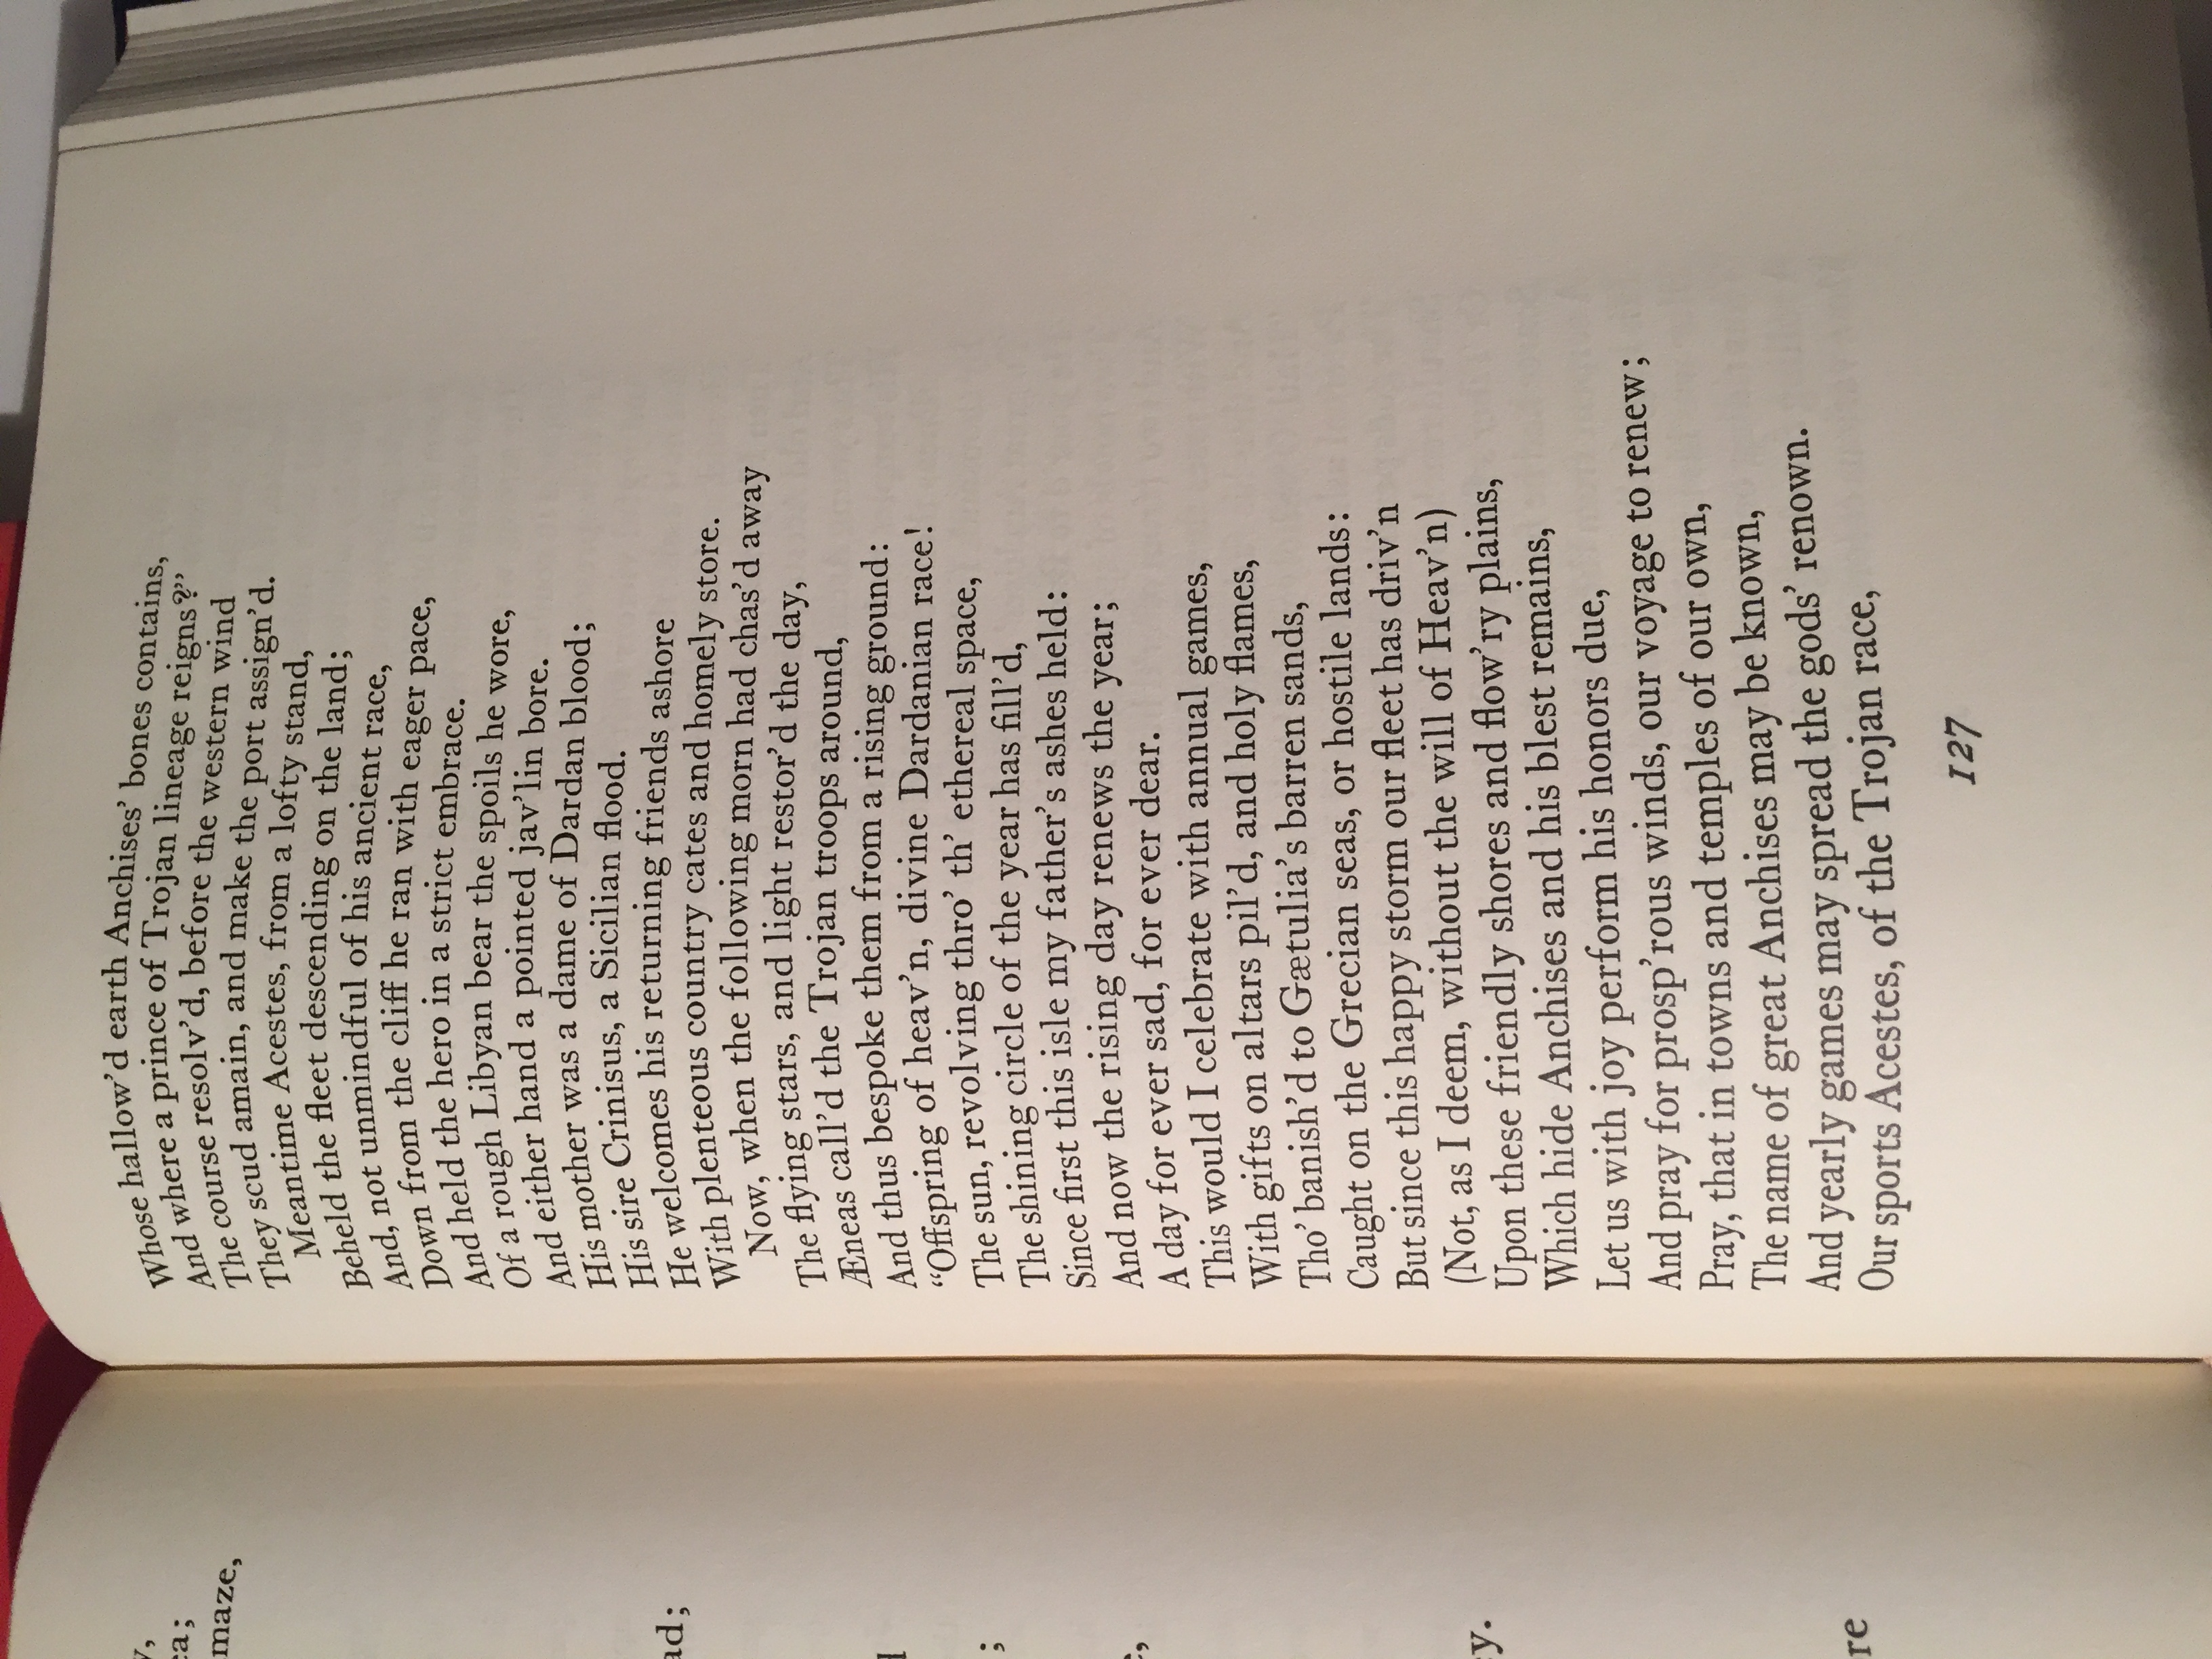 maze,
re
Whose hallow'd earth Anchises' bones contains,
And where a prince of Trojan lineage reigns?”
The course resolv'd, before the western wind
They scud amain, and make the port assign'd.
Meantime Acestes, from a lofty stand,
Beheld the fleet descending on the land;
And, not unmindful of his ancient race,
Down from the cliff he ran with eager pace,
And held the hero in a strict embrace.
Of a rough Libyan bear the spoils he wore,
And either hand a pointed jav'lin bore.
His mother was a dame of Dardan blood;
His sire Crinisus, a Sicilian flood.
He welcomes his returning friends ashore
With plenteous country cates and homely store.
Now, when the following morn had chas'd away
The flying stars, and light restor'd the day,
Æneas call'd the Trojan troops around,
And thus bespoke them from a rising ground:
“Offspring of heav'n, divine Dardanian race!
The sun, revolving thro' th' ethereal space,
The shining circle of the year has fill'd,
Since first this isle my father's ashes held:
And now the rising day renews the year;
A day for ever sad, for ever dear.
This would I celebrate with annual games,
With gifts on altars pil'd, and holy flames,
Tho' banish'd to Gætulia's barren sands,
Caught on the Grecian seas, or hostile lands:
But since this happy storm our fleet has driv'n
(Not, as I deem, without the will of Heav'n)
Upon these friendly shores and flow'ry plains,
Which hide Anchises and his blest remains,
Let us with joy perform his honors due,
And pray for prosp'rous winds, our voyage to renew;
Pray, that in towns and temples of our own,
The name of great Anchises may be known,
And yearly games may spread the gods' renown.
Our sports Acestes, of the Trojan race,
127